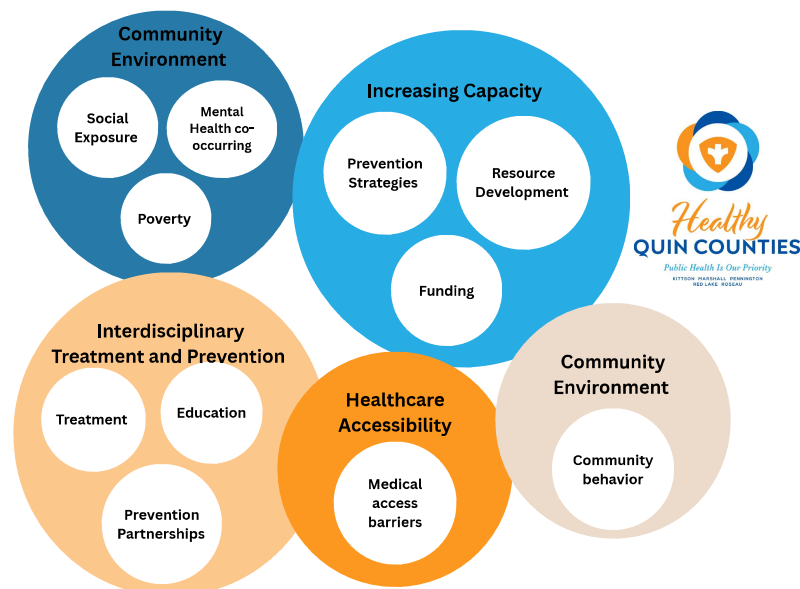 Community
Environment
Social
Exposure
Mental
Health co-
occurring
Poverty
Increasing Capacity
Prevention
Strategies
Resource
Development
Funding
Healthy
QUIN COUNTIES
Public Health Is Our Priority
KITTSON MARSHALL PENNINGTON
RED LAKE ROSEAU
Interdisciplinary
Treatment and Prevention
Treatment
Education
Prevention
Partnerships
Healthcare
Accessibility
Medical
access
barriers
Community
Environment
Community
behavior